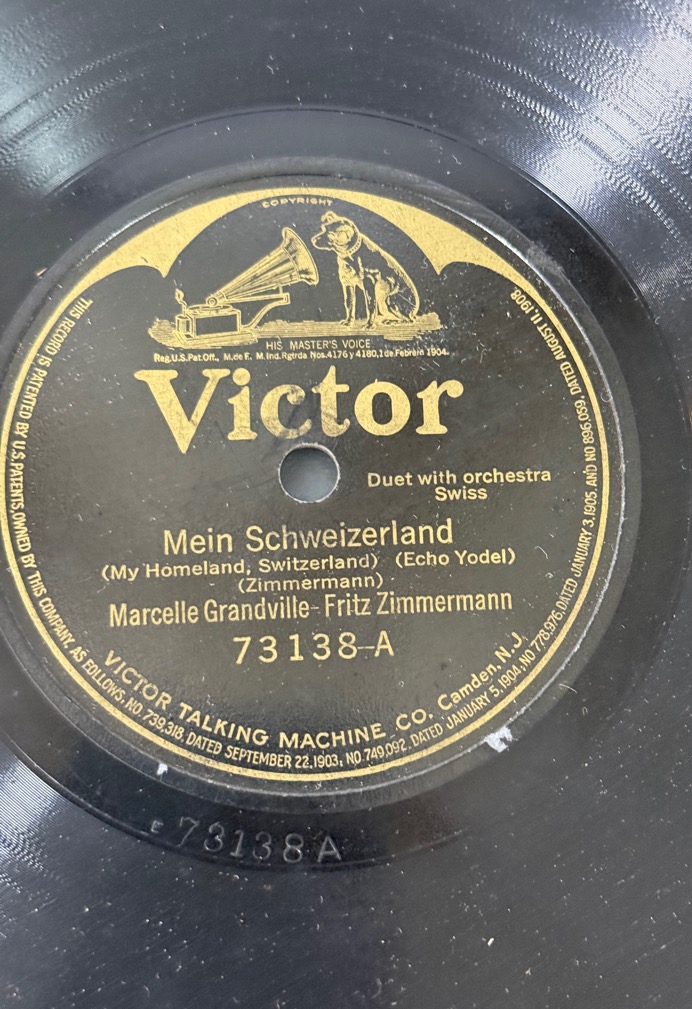 COPYRIGHT
HIS MASTER'S VOICE
Reg.U.S.Pat.Off., M.de F. M.Ind.Rgtrda Nos.4176 y 4180,1 de Febrero 1904.
Victor
Duet with orchestra
Swiss
Mein Schweizerland
(My Homeland, Switzerland) (Echo Yodel)
(Zimmermann)
Marcelle Grandville-Fritz Zimmermann
73138-A
VICTOR TALKING MACHINE CO. Camden, N.J.
THIS RECORD IS PATENTED BY U.S.PATENTS,OWNED BY THIS COMPANY, AS FOLLOWS, NO.739,318, DATED SEPTEMBER 22,1903; NO.749,092, DATED JANUARY 5,1904; NO 778,976, DATED JANUARY 3,1905, AND NO 896,059, DATED AUGUST 11, 1908.
73138A